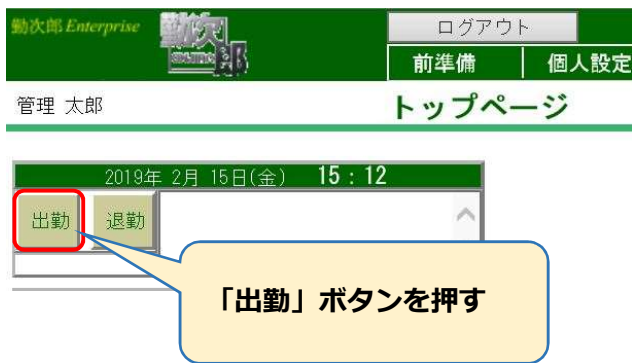 勤次郎 Enterprise
勤次郎
ログアウト
前準備 個人設定
管理 太郎
トップページ
2019年 2月 15日(金) 15:12
出勤 退勤
「出勤」ボタンを押す